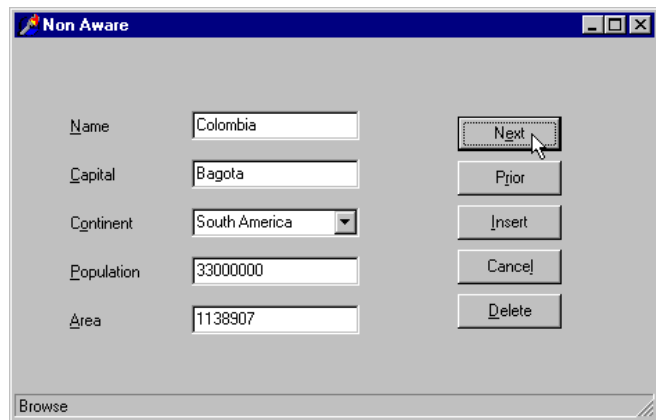 Non Aware
Name Colombia Next
Capital Bagota Prior
Continent South America Insert
Population 33000000 Cancel
Area 1138907 Delete
Browse